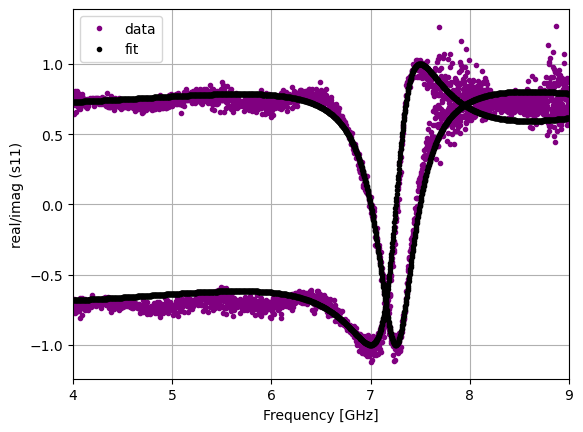 data
fit
1.0
0.5
0.0
−0.5
−1.0
real/imag (s11)
4 5 6 7 8 9
Frequency [GHz]